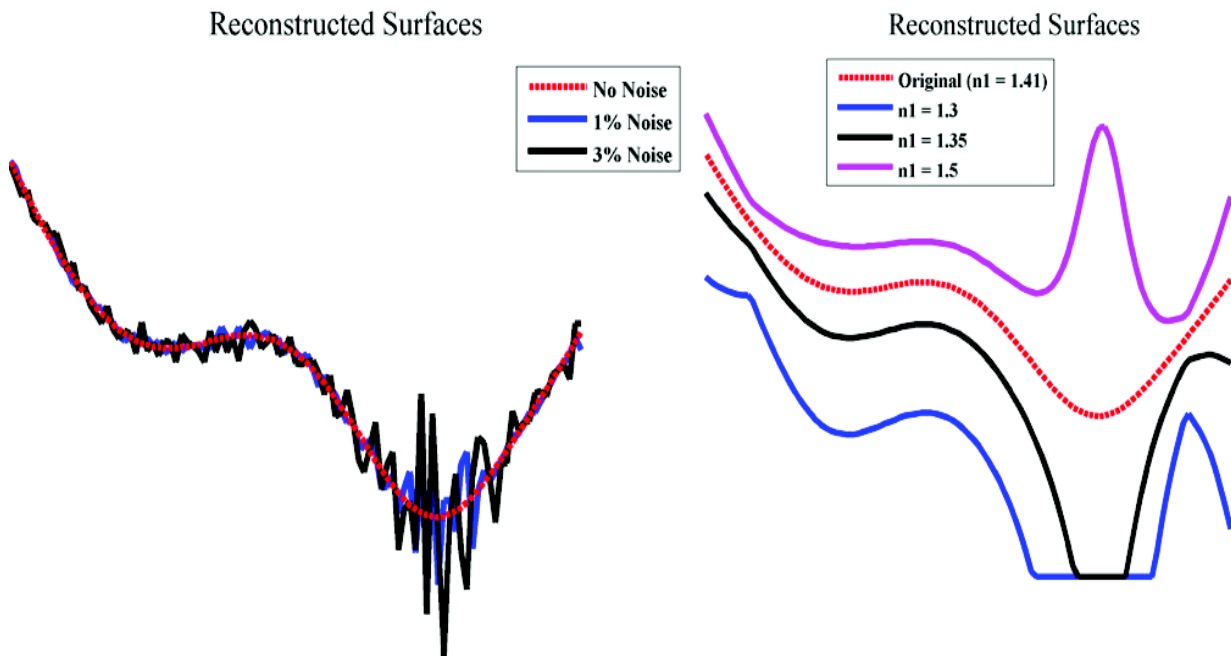 Reconstructed Surfaces
No Noise
1% Noise
3% Noise
Reconstructed Surfaces
Original (n1 = 1.41)
n1 = 1.3
n1 = 1.35
n1 = 1.5